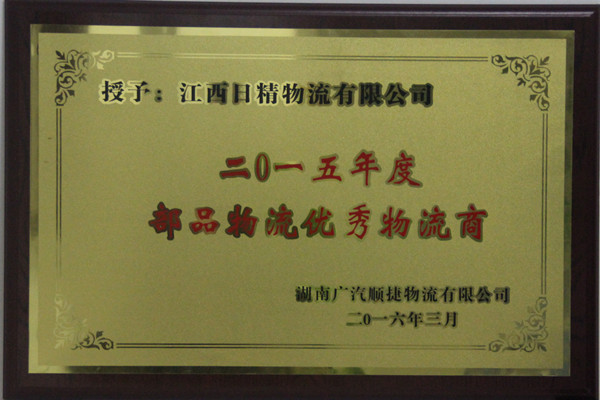 授予：江西日精物流有限公司
二0一五年度
部品物流优秀物流商
湖南广汽顺捷物流有限公司
二0一六年三月